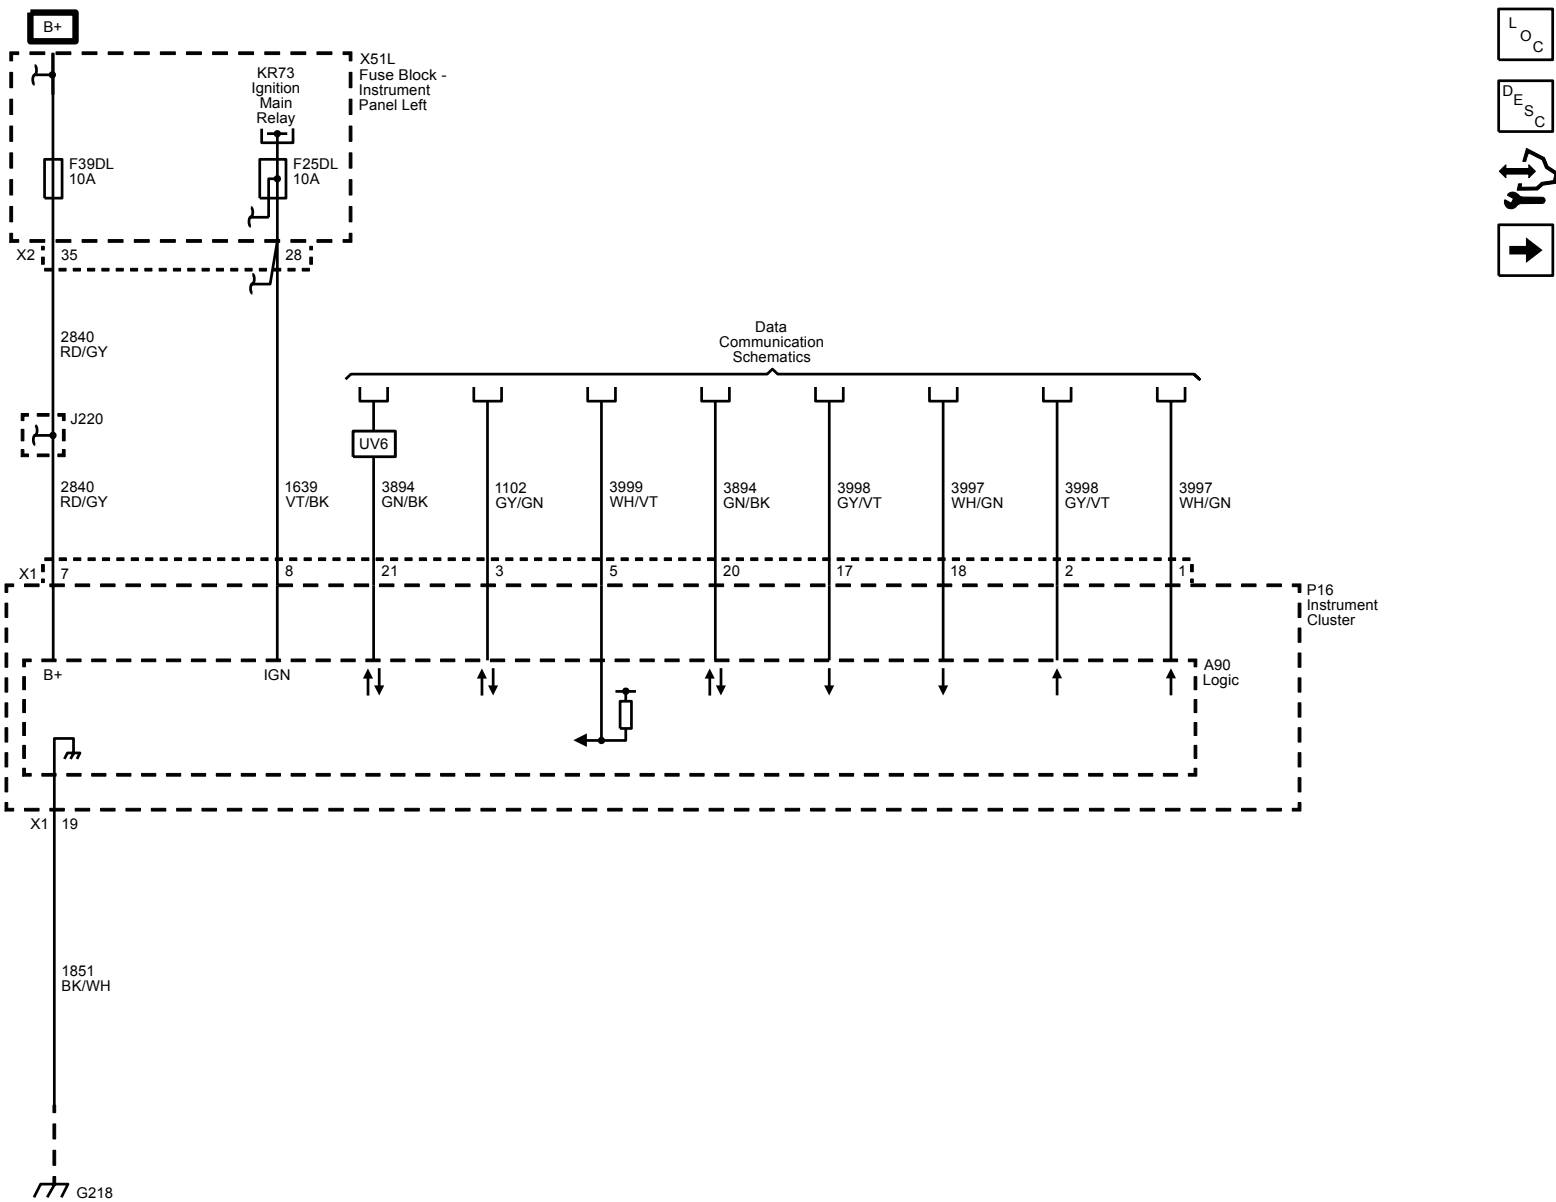 B+
X51L
Fuse Block -
Instrument
Panel Left
KR73
Ignition
Main
Relay
F39DL
10A
F25DL
10A
X2
35
28
LOC
DESC
2840
RD/GY
Data
Communication
Schematics
J220
UV6
2840
RD/GY
1639
VT/BK
3894
GN/BK
1102
GY/GN
3999
WH/VT
3894
GN/BK
3998
GY/VT
3997
WH/GN
3998
GY/VT
3997
WH/GN
X1
7
8
21
3
5
20
17
18
2
1
P16
Instrument
Cluster
B+
IGN
A90
Logic
X1
19
1851
BK/WH
G218